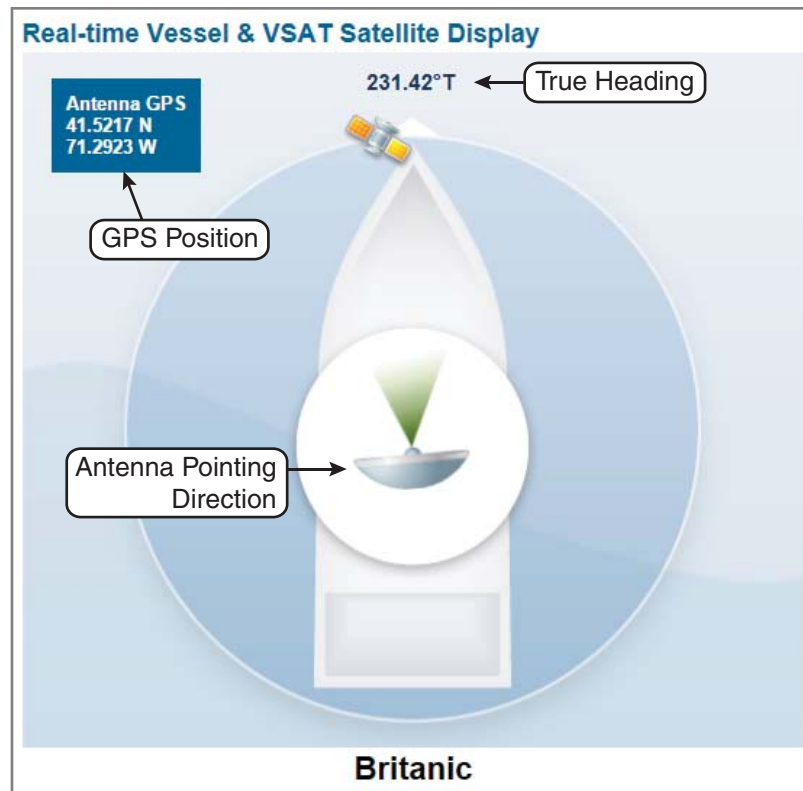 Real-time Vessel & VSAT Satellite Display
231.42°T
True Heading
Antenna GPS
41.5217 N
71.2923 W
GPS Position
Antenna Pointing
Direction
Britanic